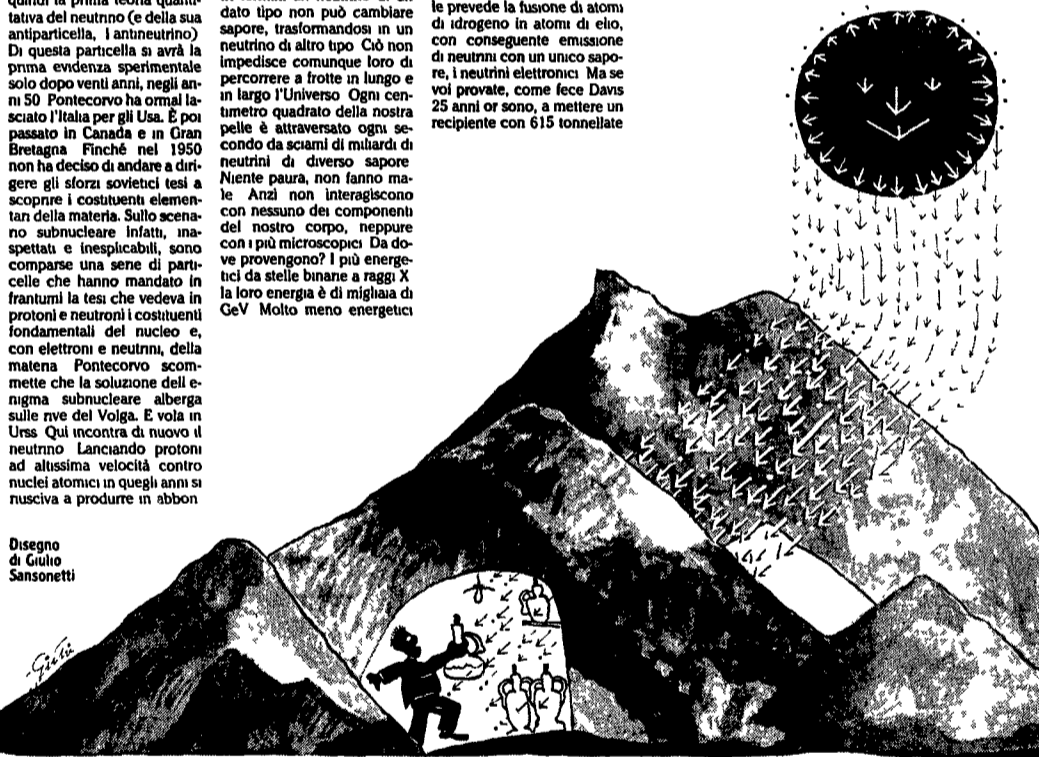 quindi la prima teoria quanti-
tativa del neutrino (e della sua
antiparticella, l antineutrino)
Di questa particella si avrà la
prima evidenza sperimentale
solo dopo venti anni, negli an-
ni 50 Pontecorvo ha ormai la-
sciato l'Italia per gli Usa. È poi
passato in Canada e in Gran
Bretagna Finché nel 1950
non ha deciso di andare a diri-
gere gli sforzi sovietici tesi a
scoprire i costituenti elemen-
tari della materia. Sullo scena-
rio subnucleare infatti, ina-
spettati e inesplicabili, sono
comparse una serie di parti-
celle che hanno mandato in
frantumi la tesi che vedeva in
protoni e neutroni i costituenti
fondamentali del nucleo e,
con elettroni e neutrini, della
materia Pontecorvo scom-
mette che la soluzione dell e-
nigma subnucleare alberga
sulle rive del Volga. E vola in
Urss Qui incontra di nuovo il
neutrino Lanciando protoni
ad altissima velocità contro
nuclei atomici in quegli anni si
riusciva a produrre in abbon
dato tipo non può cambiare
sapore, trasformandosi in un
neutrino di altro tipo Ciò non
impedisce comunque loro di
percorrere a frotte in lungo e
in largo l'Universo Ogni cen-
timetro quadrato della nostra
pelle è attraversato ogni se-
condo da sciami di miliardi di
neutrini di diverso sapore
Niente paura, non fanno ma-
le Anzi non interagiscono
con nessuno dei componenti
del nostro corpo, neppure
con i più microscopici Da do-
ve provengono? I più energe-
tici da stelle binarie a raggi X
la loro energia è di migliaia di
GeV Molto meno energetici
le prevede la fusione di atomi
di idrogeno in atomi di elio,
con conseguente emissione
di neutrini con un unico sapo-
re, i neutrini elettronici Ma se
voi provate, come fece Davis
25 anni or sono, a mettere un
recipiente con 615 tonnellate
Disegno
di Giulio
Sansonetti